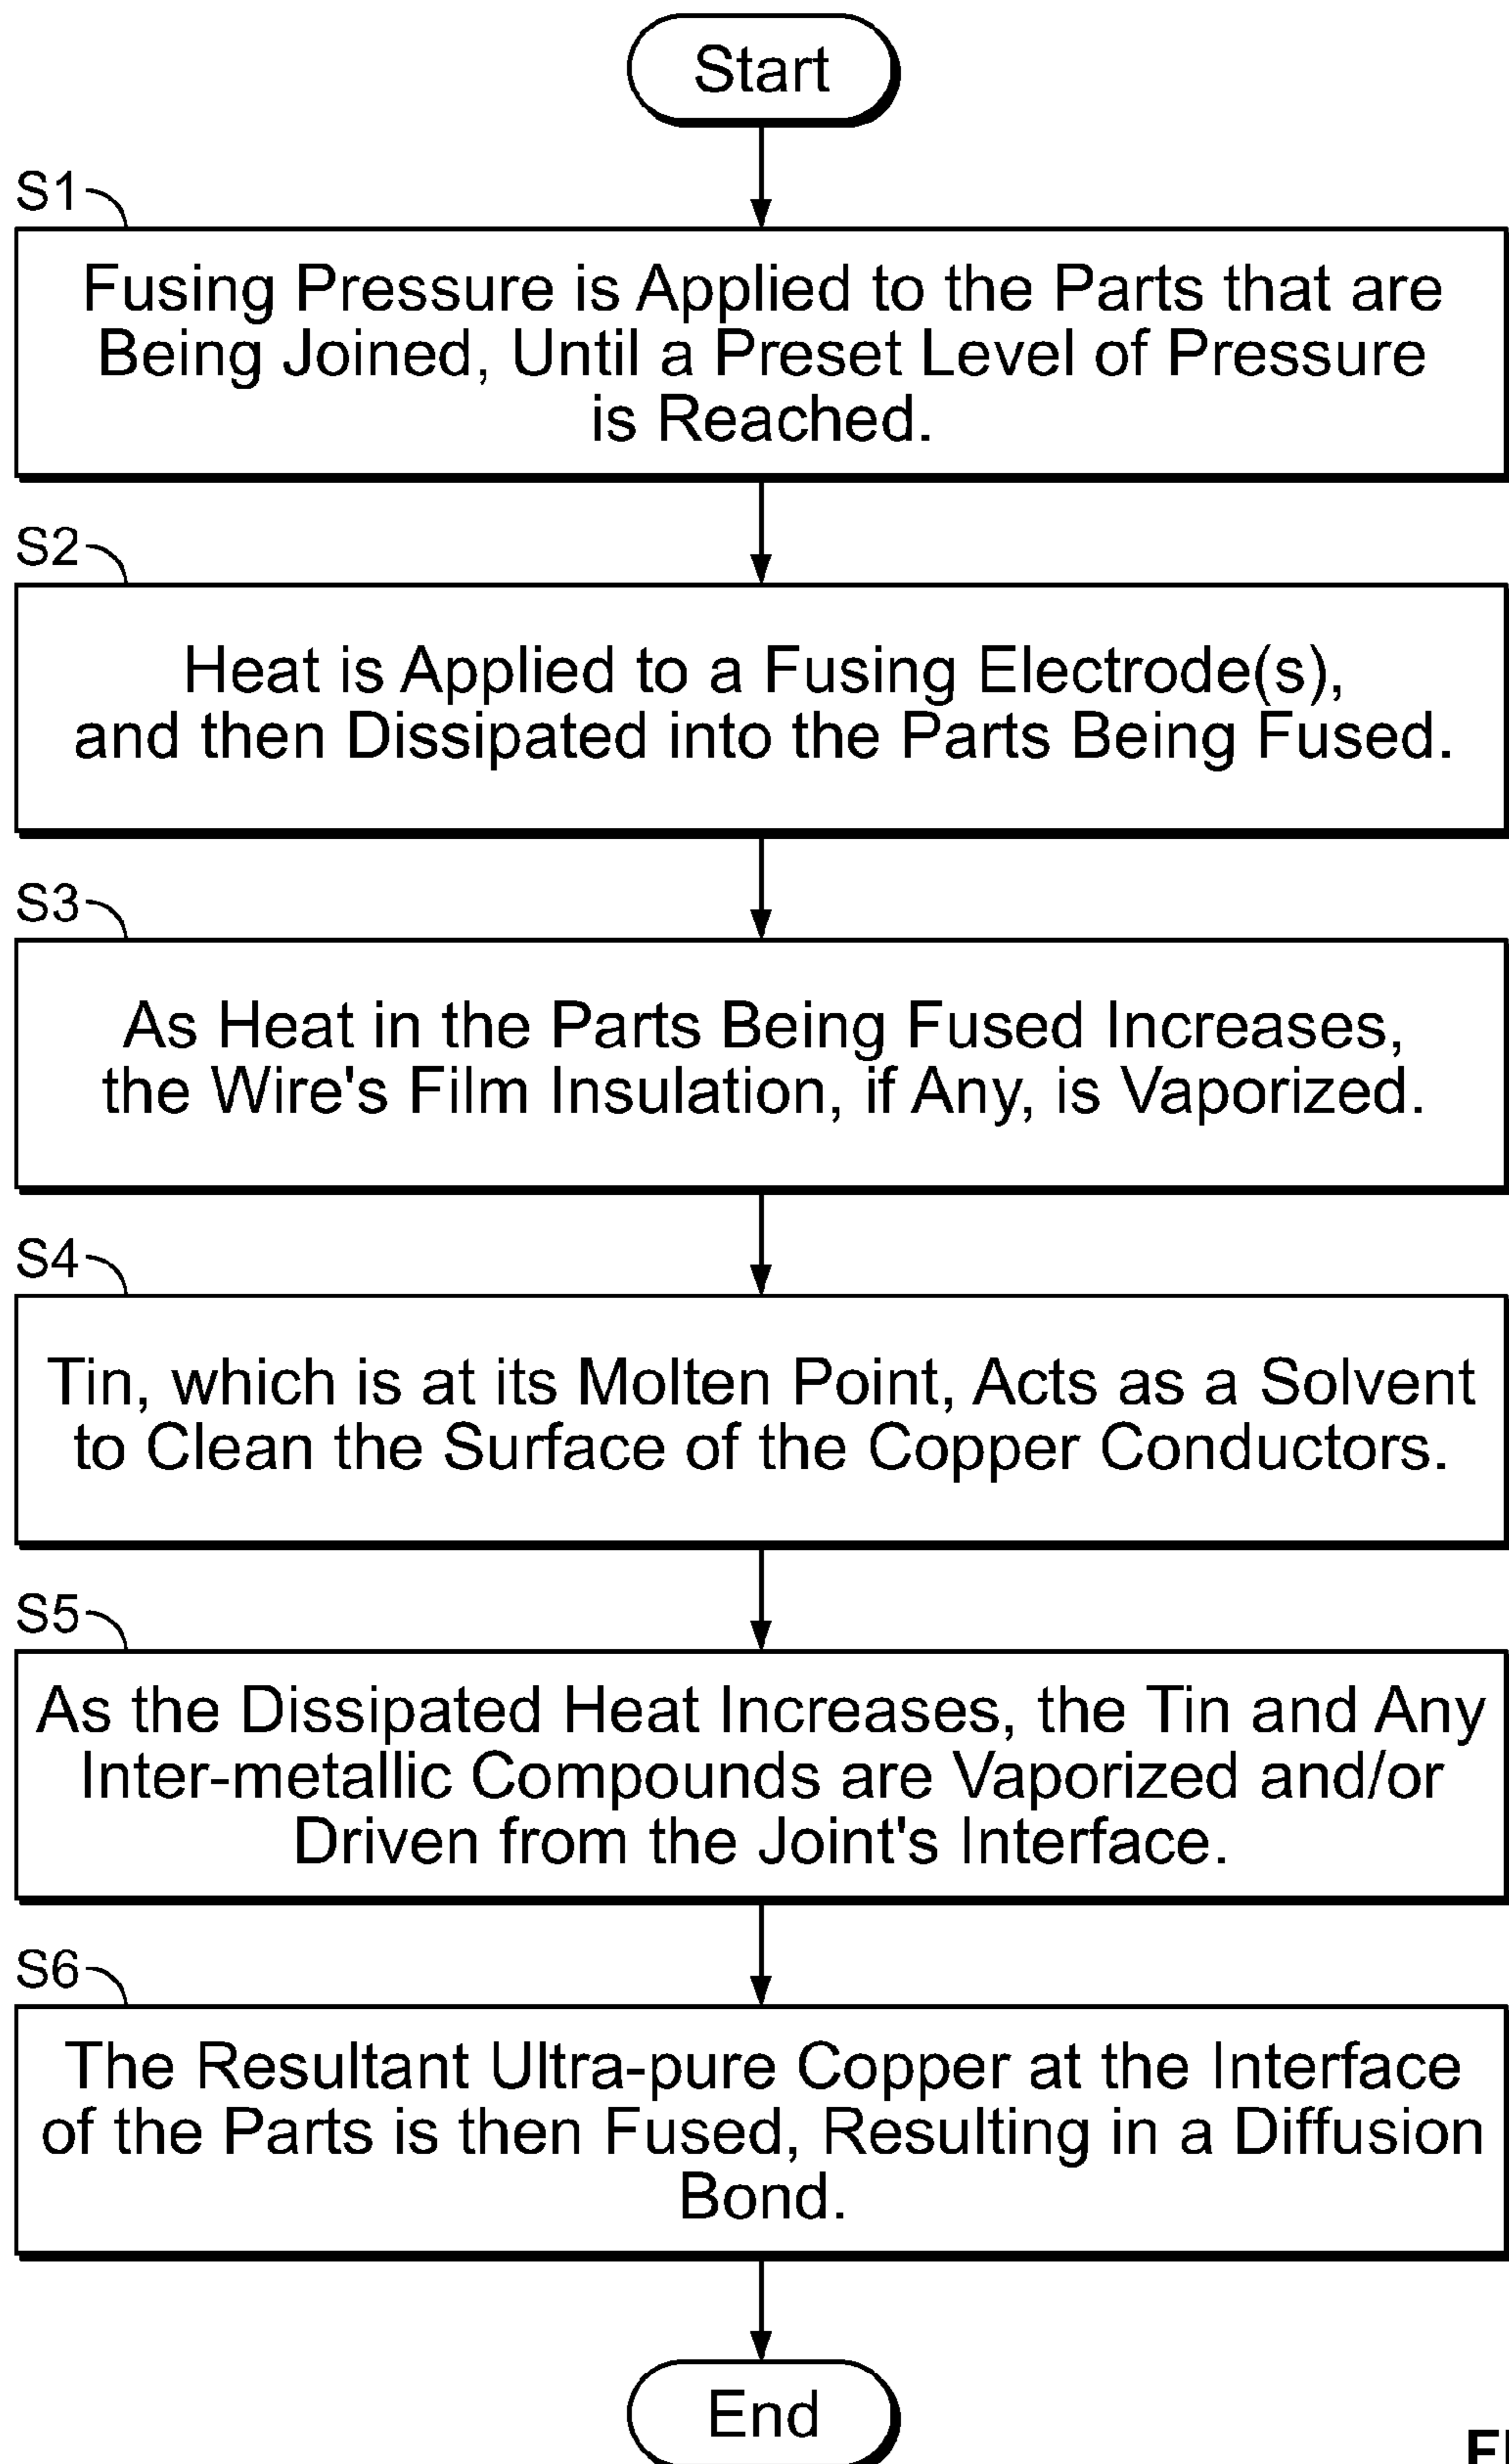 Start
S1
Fusing Pressure is Applied to the Parts that are
Being Joined, Until a Preset Level of Pressure
is Reached.
S2
Heat is Applied to a Fusing Electrode(s),
and then Dissipated into the Parts Being Fused.
S3
As Heat in the Parts Being Fused Increases,
the Wire's Film Insulation, if Any, is Vaporized.
S4
Tin, which is at its Molten Point, Acts as a Solvent
to Clean the Surface of the Copper Conductors.
S5
As the Dissipated Heat Increases, the Tin and Any
Inter-metallic Compounds are Vaporized and/or
Driven from the Joint's Interface.
S6
The Resultant Ultra-pure Copper at the Interface
of the Parts is then Fused, Resulting in a Diffusion
Bond.
End